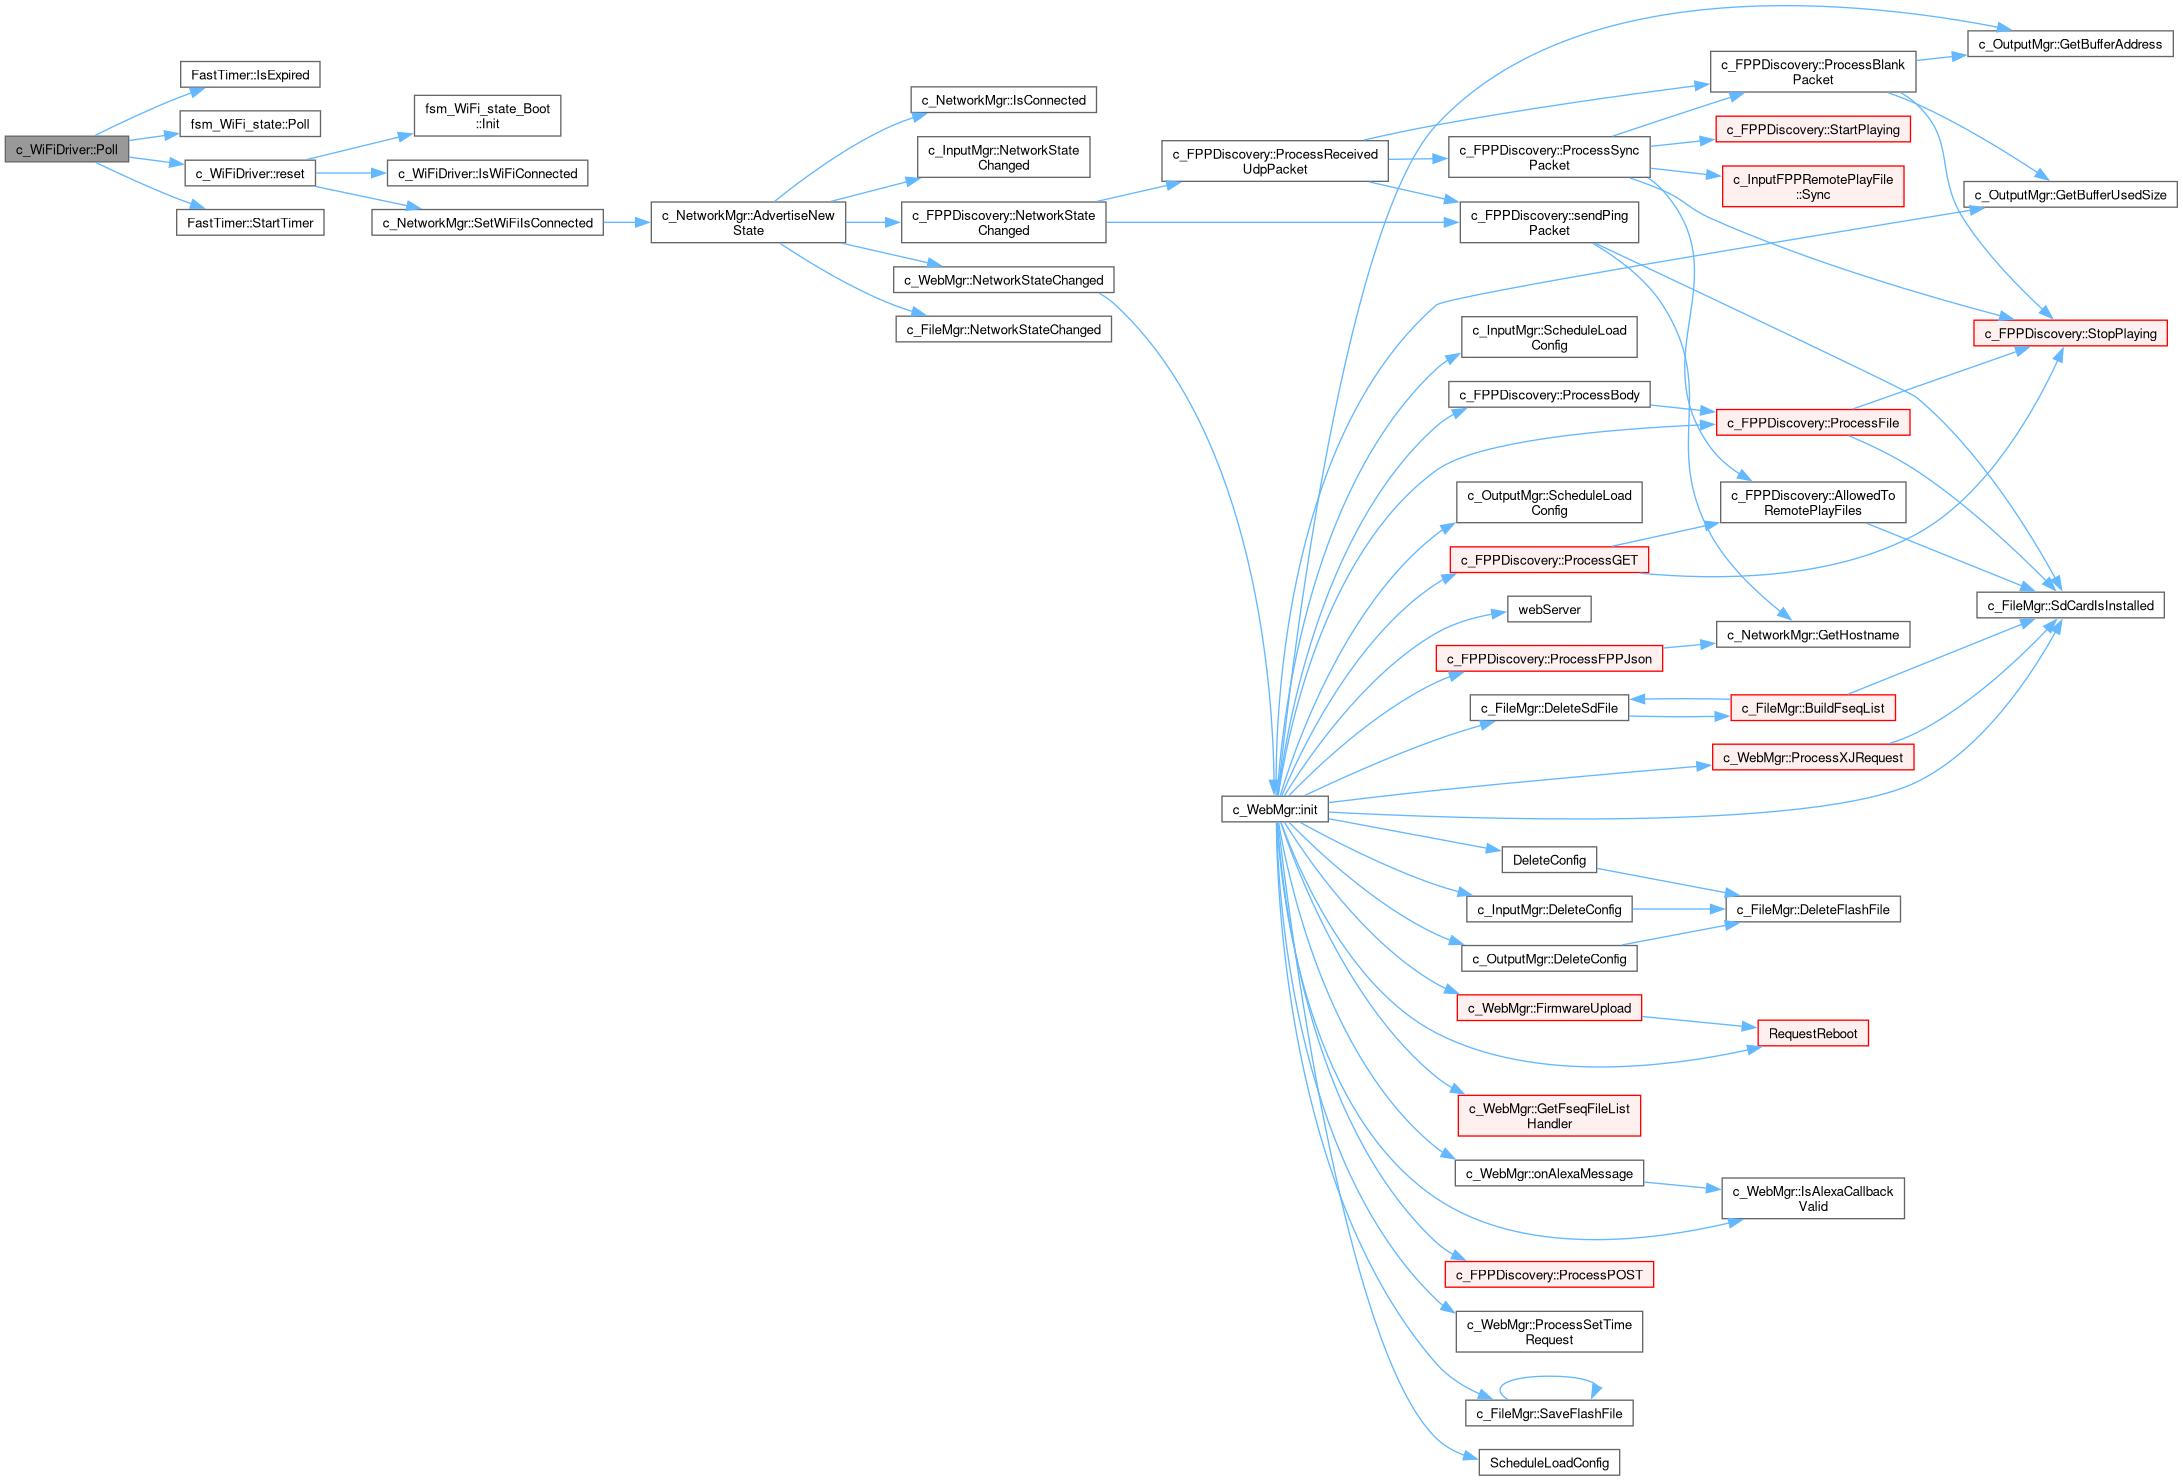 c_WiFiDriver::Poll
FastTimer::IsExpired
fsm_WiFi_state::Poll
c_WiFiDriver::reset
FastTimer::StartTimer
fsm_WiFi_state_Boot
::Init
c_WiFiDriver::IsWiFiConnected
c_NetworkMgr::SetWiFiIsConnected
c_NetworkMgr::AdvertiseNew
State
c_NetworkMgr::IsConnected
c_InputMgr::NetworkState
Changed
c_FPPDiscovery::NetworkState
Changed
c_WebMgr::NetworkStateChanged
c_FileMgr::NetworkStateChanged
c_FPPDiscovery::ProcessReceived
UdpPacket
c_WebMgr::init
c_FPPDiscovery::ProcessSync
Packet
c_FPPDiscovery::sendPing
Packet
c_InputMgr::ScheduleLoad
Config
c_FPPDiscovery::ProcessBody
c_OutputMgr::ScheduleLoad
Config
c_FPPDiscovery::ProcessGET
webServer
c_FPPDiscovery::ProcessFPPJson
c_FileMgr::DeleteSdFile
DeleteConfig
c_InputMgr::DeleteConfig
c_OutputMgr::DeleteConfig
c_WebMgr::FirmwareUpload
c_WebMgr::GetFseqFileList
Handler
c_WebMgr::onAlexaMessage
c_FPPDiscovery::ProcessPOST
c_WebMgr::ProcessSetTime
Request
c_FileMgr::SaveFlashFile
ScheduleLoadConfig
c_FPPDiscovery::ProcessBlank
Packet
c_FPPDiscovery::StartPlaying
c_InputFPPRemotePlayFile
::Sync
c_FPPDiscovery::ProcessFile
c_FPPDiscovery::AllowedTo
RemotePlayFiles
c_NetworkMgr::GetHostname
c_FileMgr::BuildFseqList
c_WebMgr::ProcessXJRequest
c_FileMgr::DeleteFlashFile
RequestReboot
c_WebMgr::IsAlexaCallback
Valid
c_OutputMgr::GetBufferAddress
c_OutputMgr::GetBufferUsedSize
c_FPPDiscovery::StopPlaying
c_FileMgr::SdCardIsInstalled